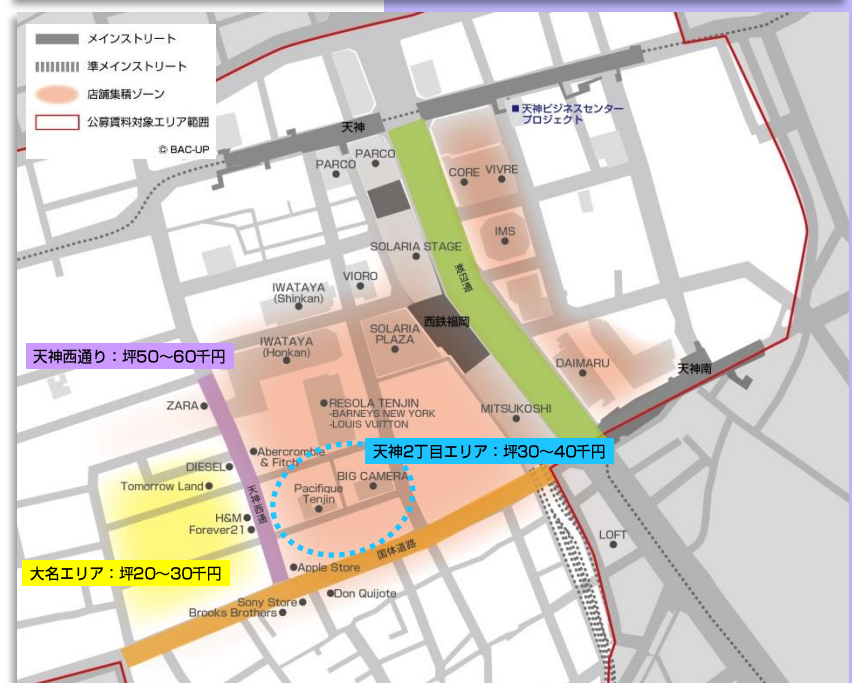 メインストリート
準メインストリート
店舗集積ゾーン
公募賃料対象エリア範囲
© BAC-UP
天神
■天神ビジネスセンター
プロジェクト
PARCO
PARCO
CORE
VIVRE
IMS
SOLARIA STAGE
渡辺通
VIORO
IWATAYA
(Shinkan)
西鉄福岡
SOLARIA
PLAZA
IWATAYA
(Honkan)
天神西通り：坪50～60千円
DAIMARU
天神南
ZARA
RESOLA TENJIN
-BARNEYS NEW YORK
-LOUIS VUITTON
MITSUKOSHI
天神2丁目エリア：坪30～40千円
Abercrombie
& Fitch
DIESEL
Tomorrow Land
BIG CAMERA
Pacifique
Tenjin
天神西通
H&M
Forever21
国体道路
LOFT
大名エリア：坪20～30千円
Apple Store
Don Quijote
Sony Store
Brooks Brothers